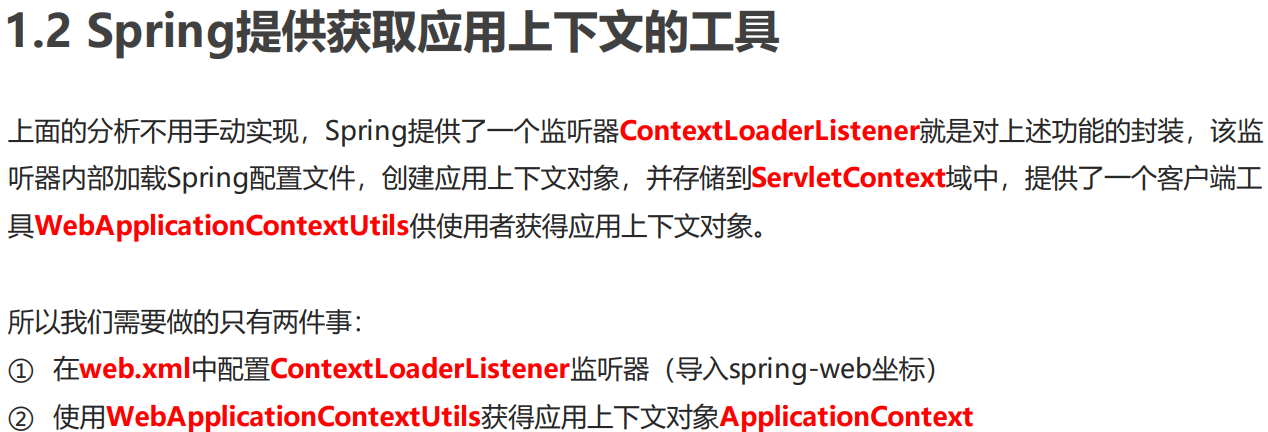 1.2 Spring提供获取应用上下文的工具
上面的分析不用手动实现，Spring提供了一个监听器ContextLoaderListener就是对上述功能的封装，该监
听器内部加载Spring配置文件，创建应用上下文对象，并存储到ServletContext域中，提供了一个客户端工
具WebApplicationContextUtils供使用者获得应用上下文对象。
所以我们需要做的只有两件事：
① 在web.xml中配置ContextLoaderListener监听器（导入spring-web坐标）
② 使用WebApplicationContextUtils获得应用上下文对象ApplicationContext